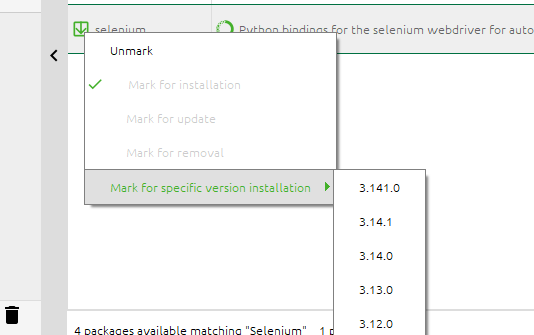 selenium Python bindings for the selenium webdriver for auto
Unmark
Mark for installation
Mark for update
Mark for removal
Mark for specific version installation
3.141.0
3.14.1
3.14.0
3.13.0
3.12.0
4 packages available matching "Selenium" 1 p